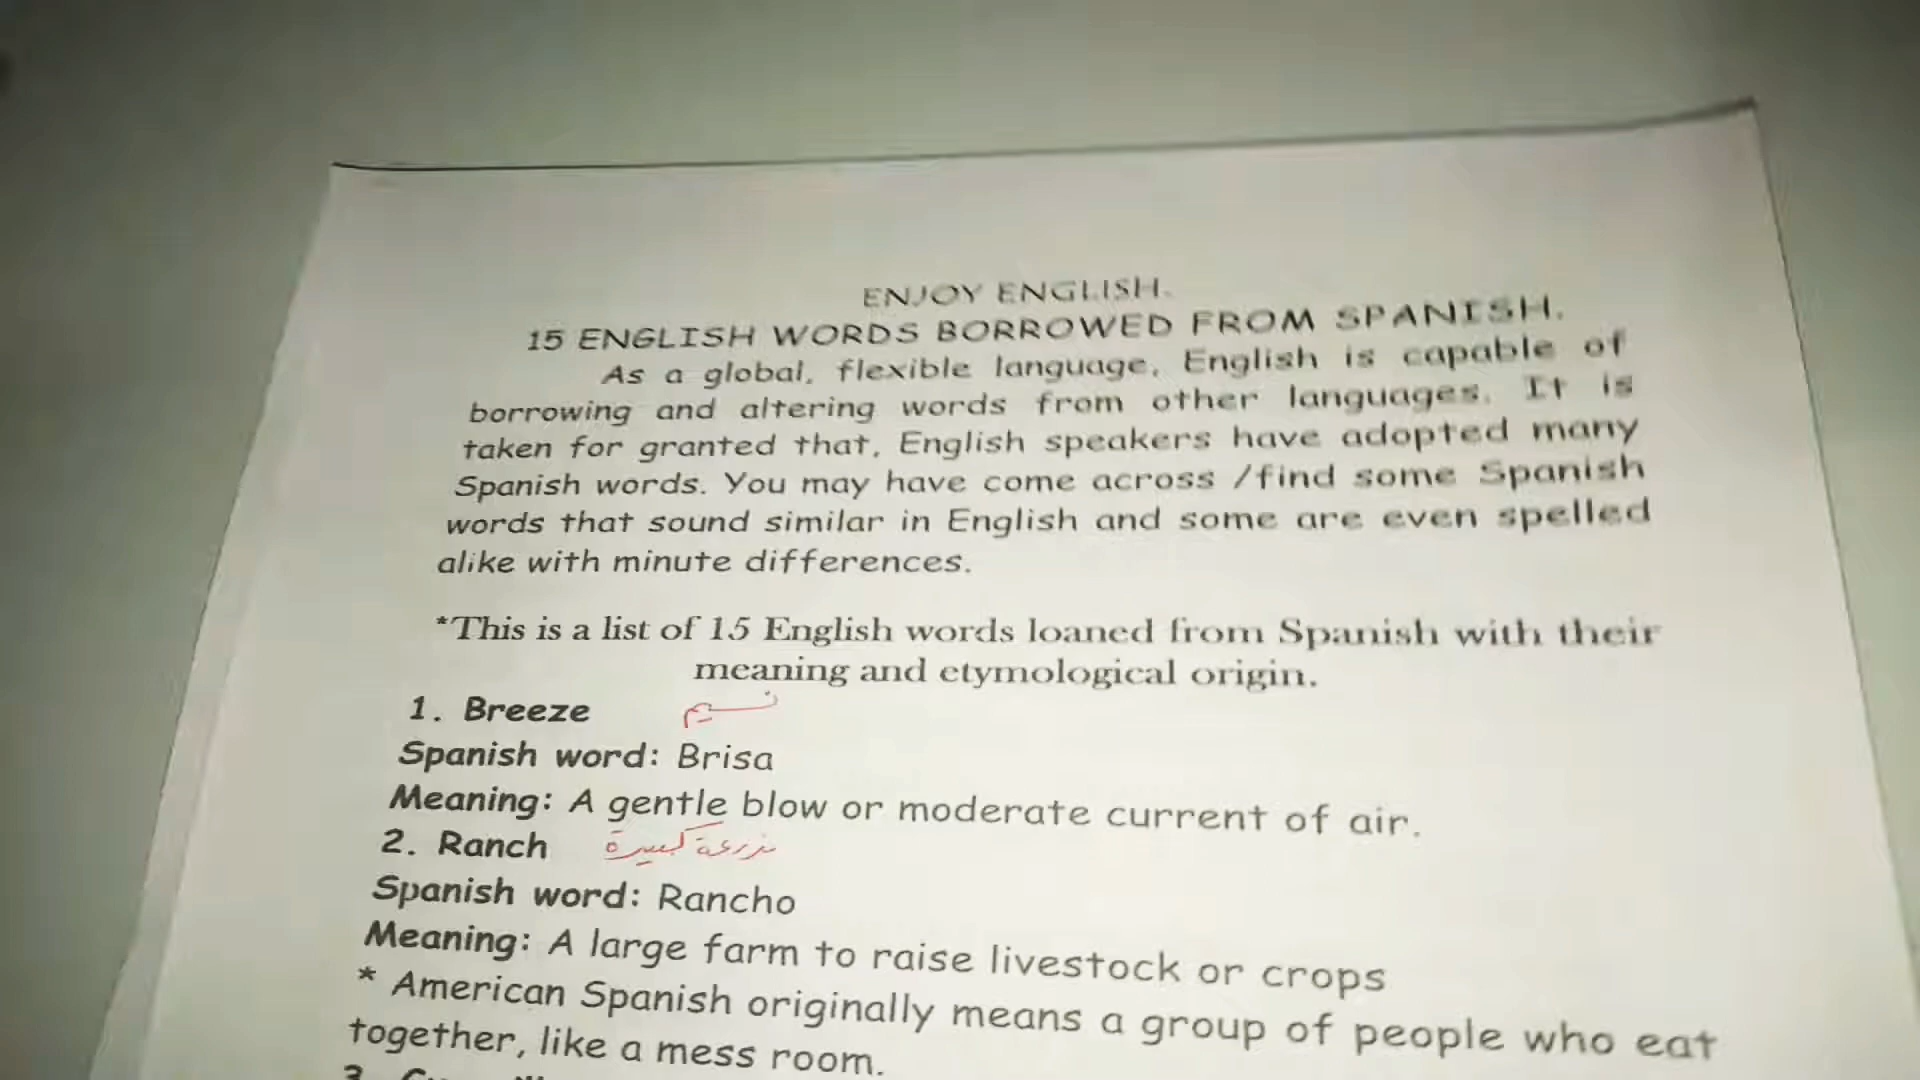 ENJOY ENGLISH.
15 ENGLISH WORDS BORROWED FROM SPANISH.
As a global, flexible language, English is capable of
borrowing and altering words from other languages. It is
taken for granted that, English speakers have adopted many
Spanish words. You may have come across /find some Spanish
words that sound similar in English and some are even spelled
alike with minute differences.
*This is a list of 15 English words loaned from Spanish with their
meaning and etymological origin.
1. Breeze نسيم
Spanish word: Brisa
Meaning: A gentle blow or moderate current of air.
2. Ranch مزرعة كبيرة
Spanish word: Rancho
Meaning: A large farm to raise livestock or crops
* American Spanish originally means a group of people who eat
together, like a mess room.
3.